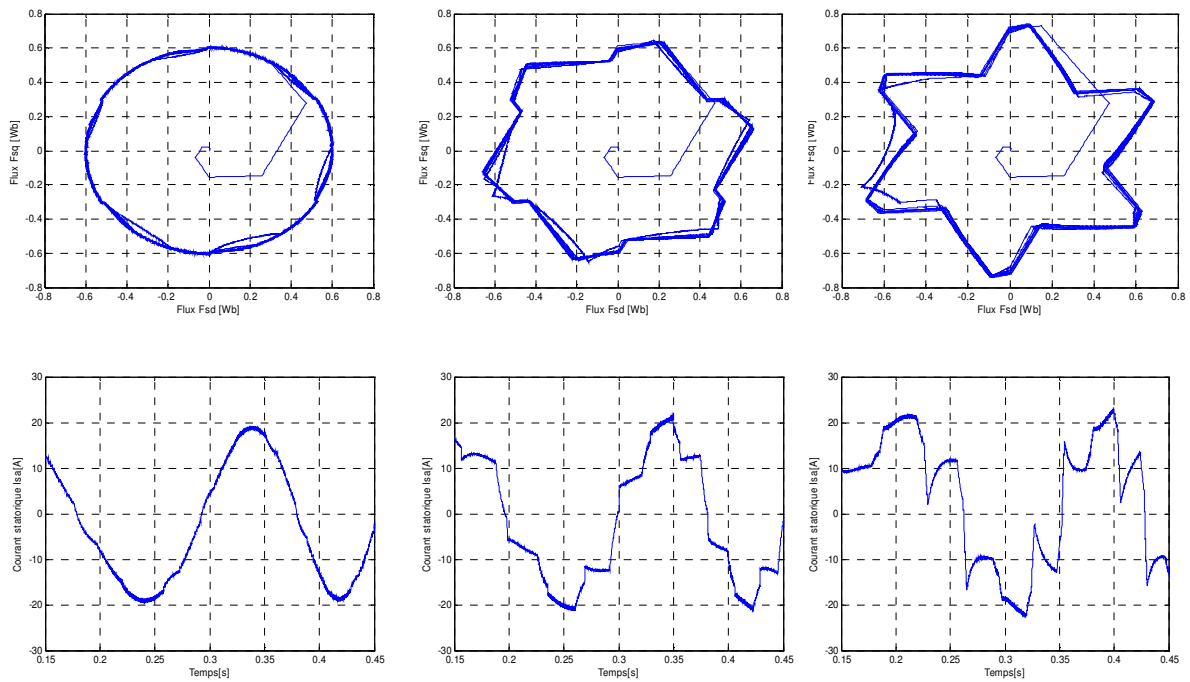 0.8 0.8 0.8
0.6 0.6 0.6
0.4 0.4 0.4
0.2 0.2 0.2
0 0 0
-0.2 -0.2 -0.2
-0.4 -0.4 -0.4
-0.6 -0.6 -0.6
-0.8 -0.8 -0.8
Flux Fsq [Wb] Flux Fsq [Wb] Flux Fsq [Wb]
-0.8 -0.6 -0.4 -0.2 0 0.2 0.4 0.6 0.8 -0.8 -0.6 -0.4 -0.2 0 0.2 0.4 0.6 0.8 -0.8 -0.6 -0.4 -0.2 0 0.2 0.4 0.6 0.8
Flux Fsd [Wb] Flux Fsd [Wb] Flux Fsd [Wb]
30 30 30
20 20 20
10 10 10
0 0 0
-10 -10 -10
-20 -20 -20
-30 -30 -30
Courant statorique Isa[A] Courant statorique Isa[A] Courant statorique Isa[A]
0.15 0.2 0.25 0.3 0.35 0.4 0.45 0.15 0.2 0.25 0.3 0.35 0.4 0.45 0.15 0.2 0.25 0.3 0.35 0.4 0.45
Temps[s] Temps[s] Temps[s]